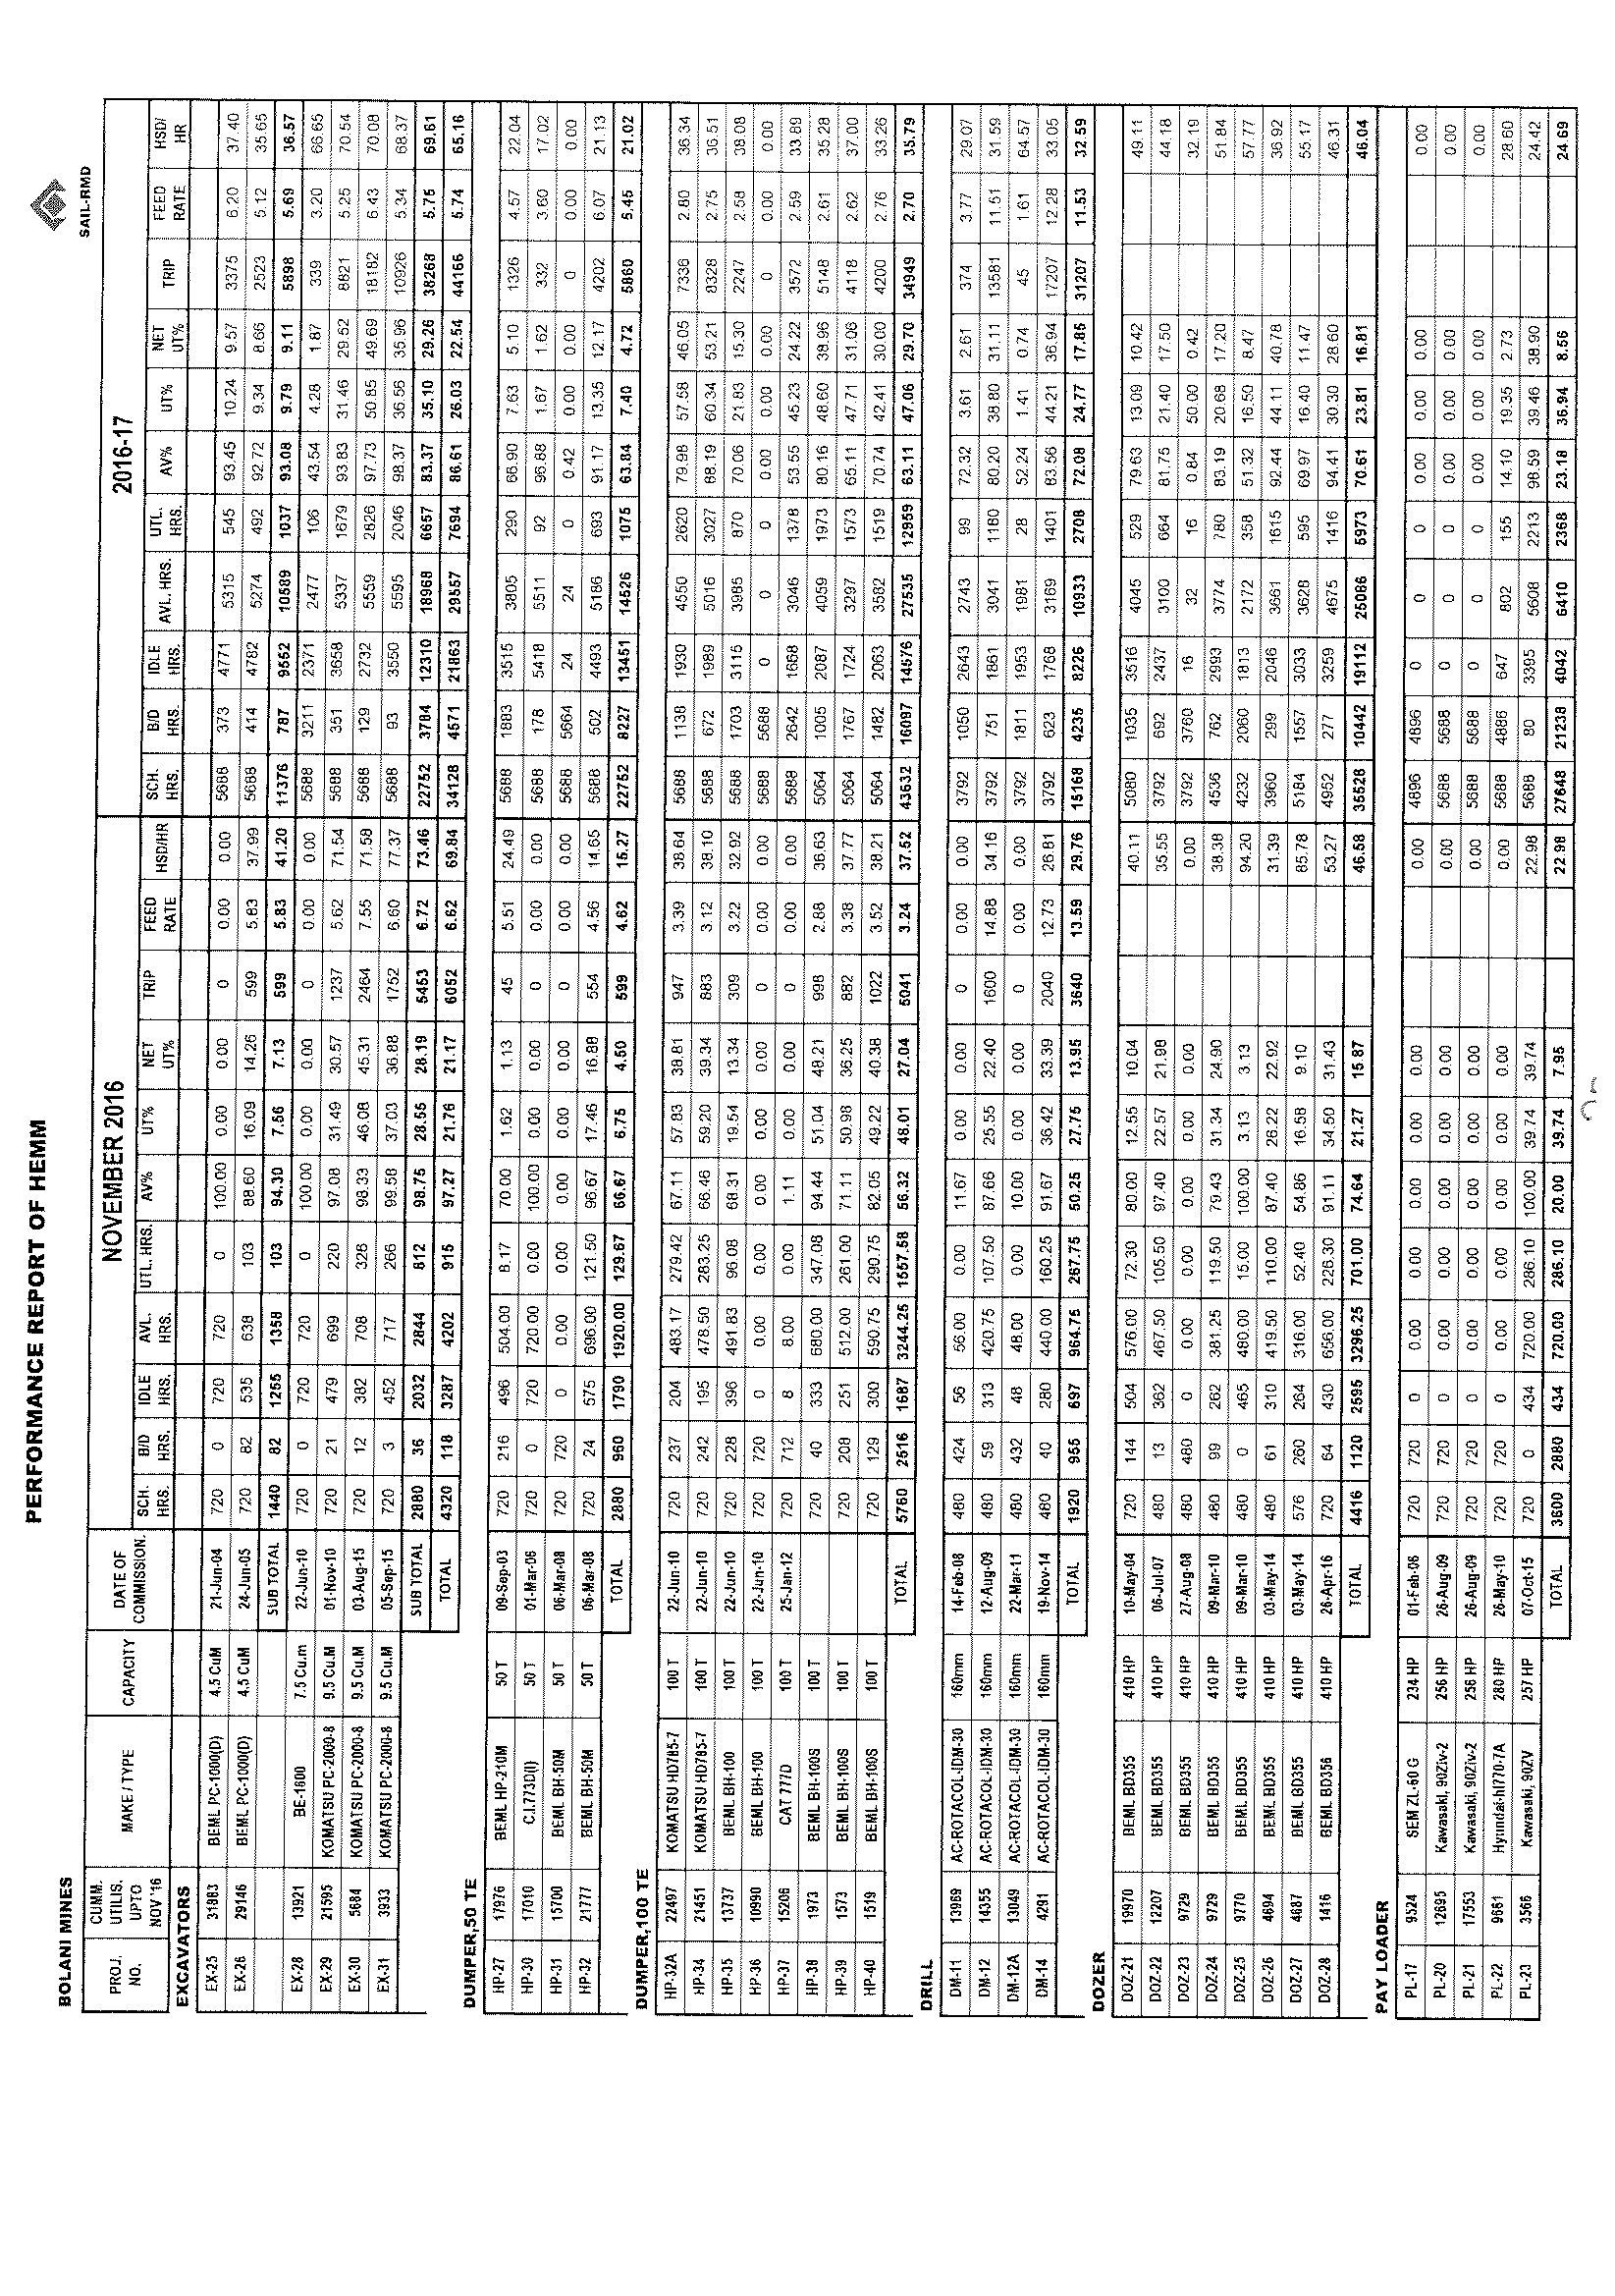 PERFORMANCE REPORT OF HEMM
SAIL-RMD
BOLANI MINES
NOVEMBER 2016 2016-17
PROJ. NO. CUMM. UTILIS. UPTO NOV '16 MAKE / TYPE CAPACITY DATE OF COMMISSION. SCH. HRS. B/D HRS. IDLE HRS. AVL. HRS. UTL. HRS. AV% UT% NET UT% TRIP FEED RATE HSD/HR SCH. HRS. B/D HRS. IDLE HRS. AVL. HRS. UTL. HRS. AV% UT% NET UT% TRIP FEED RATE HSD/ HR
EXCAVATORS
EX-25 31883 BEML PC-1000(D) 4.5 CuM 21-Jun-04 720 0 720 720 0 100.00 0.00 0.00 0 0.00 0.00 5688 373 4771 5315 545 93.45 10.24 9.57 3375 6.20 37.40
EX-26 29146 BEML PC-1000(D) 4.5 CuM 24-Jun-05 720 82 535 638 103 88.60 16.09 14.26 599 5.83 37.99 5688 414 4782 5274 492 92.72 9.34 8.66 2523 5.12 35.65
SUB TOTAL 1440 82 1255 1358 103 94.30 7.56 7.13 599 5.83 41.20 11376 787 9552 10589 1037 93.08 9.79 9.11 5898 5.69 36.57
EX-28 13921 BE-1600 7.5 Cu.m 22-Jun-10 720 0 720 720 0 100.00 0.00 0.00 0 0.00 0.00 5688 3211 2371 2477 106 43.54 4.28 1.87 339 3.20 66.65
EX-29 21595 KOMATSU PC-2000-8 9.5 Cu.M 01-Nov-10 720 21 479 699 220 97.08 31.49 30.57 1237 5.62 71.54 5688 351 3658 5337 1679 93.83 31.46 29.52 8821 5.25 70.54
EX-30 5684 KOMATSU PC-2000-8 9.5 Cu.M 03-Aug-15 720 12 382 708 326 98.33 46.08 45.31 2464 7.55 71.58 5688 129 2732 5559 2826 97.73 50.85 49.69 18182 6.43 70.08
EX-31 3933 KOMATSU PC-2000-8 9.5 Cu.M 05-Sep-15 720 3 452 717 266 99.58 37.03 36.88 1752 6.60 77.37 5688 93 3550 5595 2046 98.37 36.56 35.96 10926 5.34 68.37
SUB TOTAL 2880 36 2032 2844 812 98.75 28.55 28.19 5453 6.72 73.46 22752 3784 12310 18968 6657 83.37 35.10 29.26 38268 5.75 69.61
TOTAL 4320 118 3287 4202 915 97.27 21.76 21.17 6052 6.62 69.84 34128 4571 21863 29557 7694 86.61 26.03 22.54 44166 5.74 65.16
DUMPER,50 TE
HP-27 17976 BEML HP-210M 50 T 09-Sep-03 720 216 496 504.00 8.17 70.00 1.62 1.13 45 5.51 24.49 5688 1883 3515 3805 290 66.90 7.63 5.10 1326 4.57 22.04
HP-30 17010 C.I.773D(I) 50 T 01-Mar-06 720 0 720 720.00 0.00 100.00 0.00 0.00 0 0.00 0.00 5688 178 5418 5511 92 96.88 1.67 1.62 332 3.60 17.02
HP-31 15700 BEML BH-50M 50 T 06-Mar-08 720 720 0 0.00 0.00 0.00 0.00 0.00 0 0.00 0.00 5688 5664 24 24 0 0.42 0.00 0.00 0 0.00 0.00
HP-32 21777 BEML BH-50M 50 T 06-Mar-08 720 24 575 696.00 121.50 96.67 17.46 16.88 554 4.56 14.65 5688 502 4493 5186 693 91.17 13.35 12.17 4202 6.07 21.13
TOTAL 2880 960 1790 1920.00 129.67 66.67 6.75 4.50 599 4.62 15.27 22752 8227 13451 14526 1075 63.84 7.40 4.72 5860 5.45 21.02
DUMPER,100 TE
HP-32A 22497 KOMATSU HD785-7 100 T 22-Jun-10 720 237 204 483.17 279.42 67.11 57.83 38.81 947 3.39 38.64 5688 1138 1930 4550 2620 79.98 57.58 46.05 7336 2.80 36.34
HP-34 21451 KOMATSU HD785-7 100 T 22-Jun-10 720 242 195 478.50 283.25 66.46 59.20 39.34 883 3.12 38.10 5688 672 1989 5016 3027 88.19 60.34 53.21 8328 2.75 36.51
HP-35 13737 BEML BH-100 100 T 22-Jun-10 720 228 396 491.83 96.08 68.31 19.54 13.34 309 3.22 32.92 5688 1703 3115 3985 870 70.06 21.83 15.30 2247 2.58 38.08
HP-36 10990 BEML BH-100 100 T 22-Jun-10 720 720 0 0.00 0.00 0.00 0.00 0.00 0 0.00 0.00 5688 5688 0 0 0 0.00 0.00 0.00 0 0.00 0.00
HP-37 15206 CAT 777D 100 T 25-Jan-12 720 712 8 8.00 0.00 1.11 0.00 0.00 0 0.00 0.00 5688 2642 1668 3046 1378 53.55 45.23 24.22 3572 2.59 33.89
HP-38 1973 BEML BH-100S 100 T 720 40 333 680.00 347.08 94.44 51.04 48.21 998 2.88 36.63 5064 1005 2087 4059 1973 80.16 48.60 38.96 5148 2.61 35.28
HP-39 1573 BEML BH-100S 100 T 720 208 251 512.00 261.00 71.11 50.98 36.25 882 3.38 37.77 5064 1767 1724 3297 1573 65.11 47.71 31.06 4118 2.62 37.00
HP-40 1519 BEML BH-100S 100 T 720 129 300 590.75 290.75 82.05 49.22 40.38 1022 3.52 38.21 5064 1482 2063 3582 1519 70.74 42.41 30.00 4200 2.76 33.26
TOTAL 5760 2516 1687 3244.25 1557.58 56.32 48.01 27.04 5041 3.24 37.52 43632 16097 14576 27535 12959 63.11 47.06 29.70 34949 2.70 35.79
DRILL
DM-11 13969 AC-ROTACOL-IDM-30 160mm 14-Feb-08 480 424 56 56.00 0.00 11.67 0.00 0.00 0 0.00 0.00 3792 1050 2643 2743 99 72.32 3.61 2.61 374 3.77 29.07
DM-12 14355 AC-ROTACOL-IDM-30 160mm 12-Aug-09 480 59 313 420.75 107.50 87.66 25.55 22.40 1600 14.88 34.16 3792 751 1861 3041 1180 80.20 38.80 31.11 13581 11.51 31.59
DM-12A 13049 AC-ROTACOL-IDM-30 160mm 22-Mar-11 480 432 48 48.00 0.00 10.00 0.00 0.00 0 0.00 0.00 3792 1811 1953 1981 28 52.24 1.41 0.74 45 1.61 64.57
DM-14 4291 AC-ROTACOL-IDM-30 160mm 19-Nov-14 480 40 280 440.00 160.25 91.67 36.42 33.39 2040 12.73 26.81 3792 623 1768 3169 1401 83.56 44.21 36.94 17207 12.28 33.05
TOTAL 1920 955 697 964.75 267.75 50.25 27.75 13.95 3640 13.59 29.76 15168 4235 8226 10933 2708 72.08 24.77 17.85 31207 11.53 32.59
DOZER
DOZ-21 19970 BEML BD355 410 HP 10-May-04 720 144 504 576.00 72.30 80.00 12.55 10.04 40.11 5080 1035 3516 4045 529 79.63 13.09 10.42 49.11
DOZ-22 12207 BEML BD355 410 HP 06-Jul-07 480 13 362 467.50 105.50 97.40 22.57 21.98 35.55 3792 692 2437 3100 664 81.75 21.40 17.50 44.18
DOZ-23 9729 BEML BD355 410 HP 27-Aug-08 480 480 0 0.00 0.00 0.00 0.00 0.00 0.00 3792 3760 16 32 16 0.84 50.00 0.42 32.19
DOZ-24 9729 BEML BD355 410 HP 09-Mar-10 480 99 262 381.25 119.50 79.43 31.34 24.90 38.38 4536 762 2993 3774 780 83.19 20.68 17.20 51.84
DOZ-25 9770 BEML BD355 410 HP 09-Mar-10 480 0 465 480.00 15.00 100.00 3.13 3.13 94.20 4232 2060 1813 2172 358 51.32 16.50 8.47 57.77
DOZ-26 4694 BEML BD355 410 HP 03-May-14 480 61 310 419.50 110.00 87.40 26.22 22.92 31.39 3960 299 2046 3661 1615 92.44 44.11 40.78 36.92
DOZ-27 4687 BEML BD355 410 HP 03-May-14 576 260 264 316.00 52.40 54.86 16.58 9.10 85.78 5184 1557 3033 3628 595 69.97 16.40 11.47 55.17
DOZ-28 1416 BEML BD356 410 HP 26-Apr-16 720 64 430 656.00 226.30 91.11 34.50 31.43 53.27 4952 277 3259 4675 1416 94.41 30.30 28.60 46.31
TOTAL 4416 1120 2595 3296.25 701.00 74.64 21.27 15.87 46.58 35528 10442 19112 25086 5973 70.61 23.81 16.81 46.04
PAY LOADER
PL-17 9524 SEM ZL-60 G 234 HP 01-Feb-06 720 720 0 0.00 0.00 0.00 0.00 0.00 0.00 4896 4896 0 0 0 0.00 0.00 0.00 0.00
PL-20 12695 Kawasaki, 90Ziv-2 256 HP 26-Aug-09 720 720 0 0.00 0.00 0.00 0.00 0.00 0.00 5688 5688 0 0 0 0.00 0.00 0.00 0.00
PL-21 17553 Kawasaki, 90Ziv-2 256 HP 26-Aug-09 720 720 0 0.00 0.00 0.00 0.00 0.00 0.00 5688 5688 0 0 0 0.00 0.00 0.00 0.00
PL-22 9661 Hyundai-hl770-7A 280 HP 26-May-10 720 720 0 0.00 0.00 0.00 0.00 0.00 0.00 5688 4886 647 802 155 14.10 19.35 2.73 28.60
PL-23 3566 Kawasaki, 90ZV 257 HP 07-Oct-15 720 0 434 720.00 286.10 100.00 39.74 39.74 22.98 5688 80 3395 5608 2213 98.59 39.46 38.90 24.42
TOTAL 3600 2880 434 720.00 286.10 20.00 39.74 7.95 22.98 27648 21238 4042 6410 2368 23.18 36.94 8.56 24.69